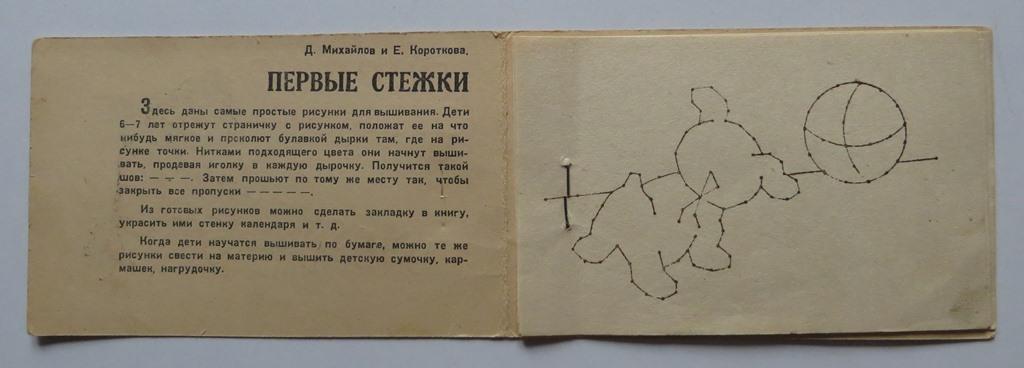 Д. Михайлов и Е. Короткова.
ПЕРВЫЕ СТЕЖКИ
Здесь даны самые простые рисунки для вышивания. Дети
6—7 лет отрежут страничку с рисунком, положат ее на что
нибудь мягкое и проколют булавкой дырки там, где на ри-
сунке точки. Нитками подходящего цвета они начнут выши-
вать, продевая иголку в каждую дырочку. Получится такой
шов: — — —. Затем прошьют по тому же месту так, чтобы
закрыть все пропуски — — — — —.
Из готовых рисунков можно сделать закладку в книгу,
украсить ими стенку календаря и т. д.
Когда дети научатся вышивать по бумаге, можно те же
рисунки свести на материю и вышить детскую сумочку, кар-
машек, нагрудочку.